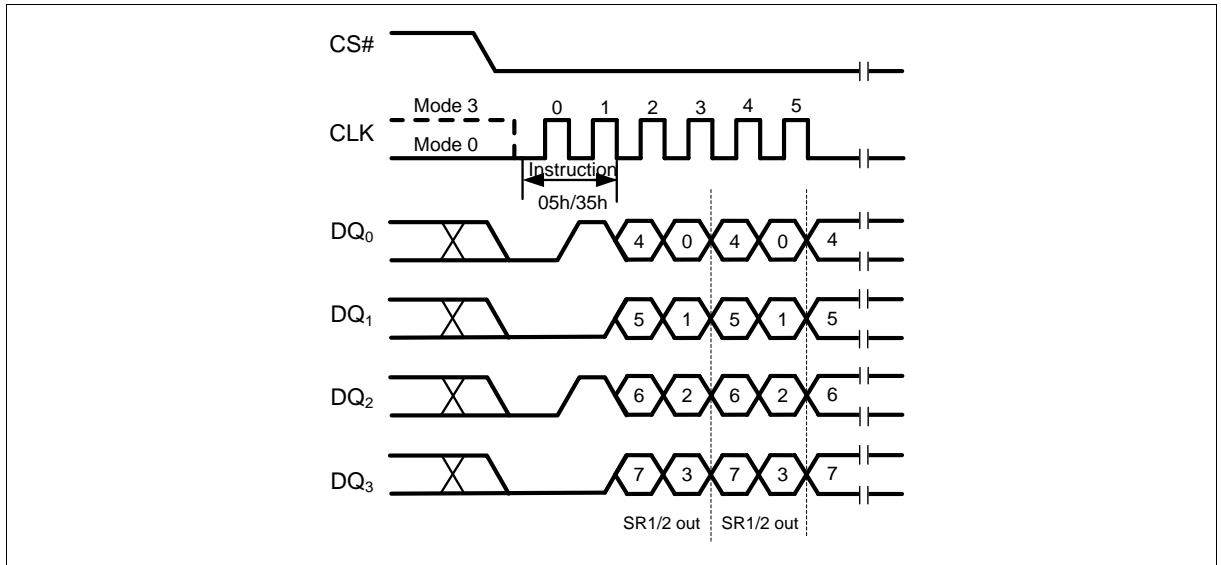 CS#
Mode 3
0 1 2 3 4 5
CLK
Mode 0
Instruction
05h/35h
DQ0 4 0 4 0 4
DQ1 5 1 5 1 5
DQ2 6 2 6 2 6
DQ3 7 3 7 3 7
SR1/2 out SR1/2 out